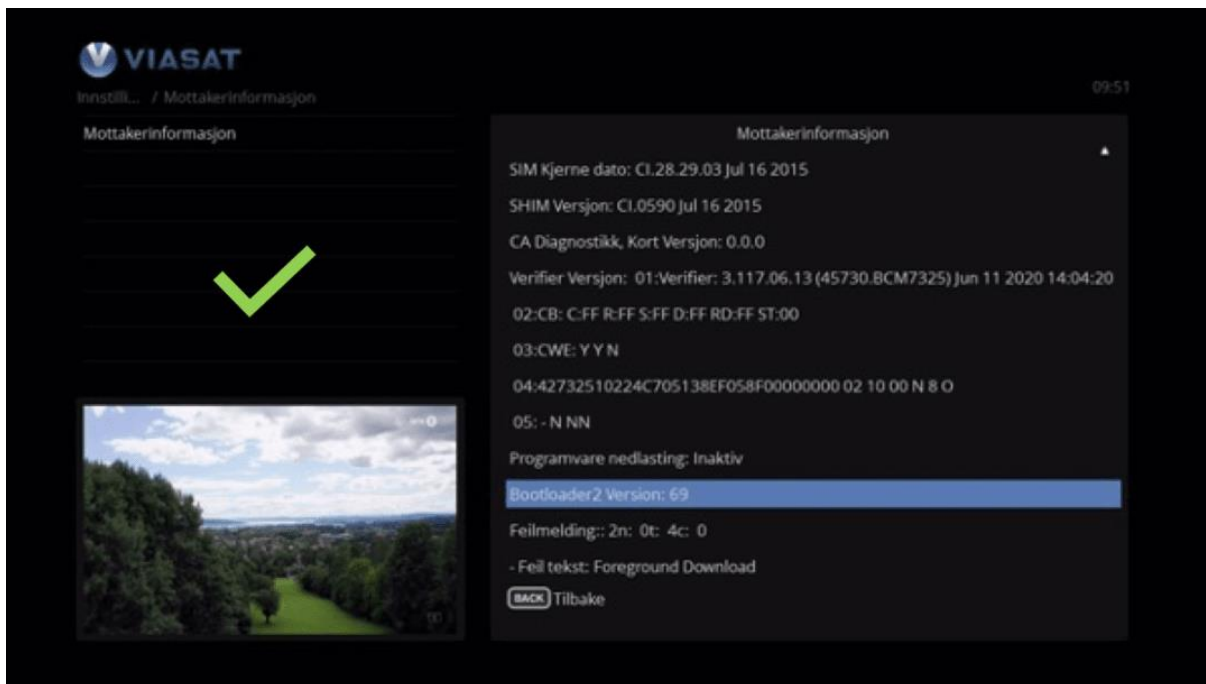 VIASAT
Innstilli... / Mottakerinformasjon
09:51
Mottakerinformasjon
Mottakerinformasjon
SIM Kjerne dato: CI.28.29.03 Jul 16 2015
SHIM Versjon: CI.0590 Jul 16 2015
CA Diagnostikk, Kort Versjon: 0.0.0
Verifier Versjon: 01:Verifier: 3.117.06.13 (45730.BCM7325) Jun 11 2020 14:04:20
02:CB: C:FF R:FF S:FF D:FF RD:FF ST:00
03:CWE: Y Y N
04:42732510224C705138EF058F00000000 02 10 00 N 8 O
05: - N NN
Programvare nedlasting: Inaktiv
Bootloader2 Version: 69
Feilmelding:: 2n: 0t: 4c: 0
- Feil tekst: Foreground Download
BACK Tilbake